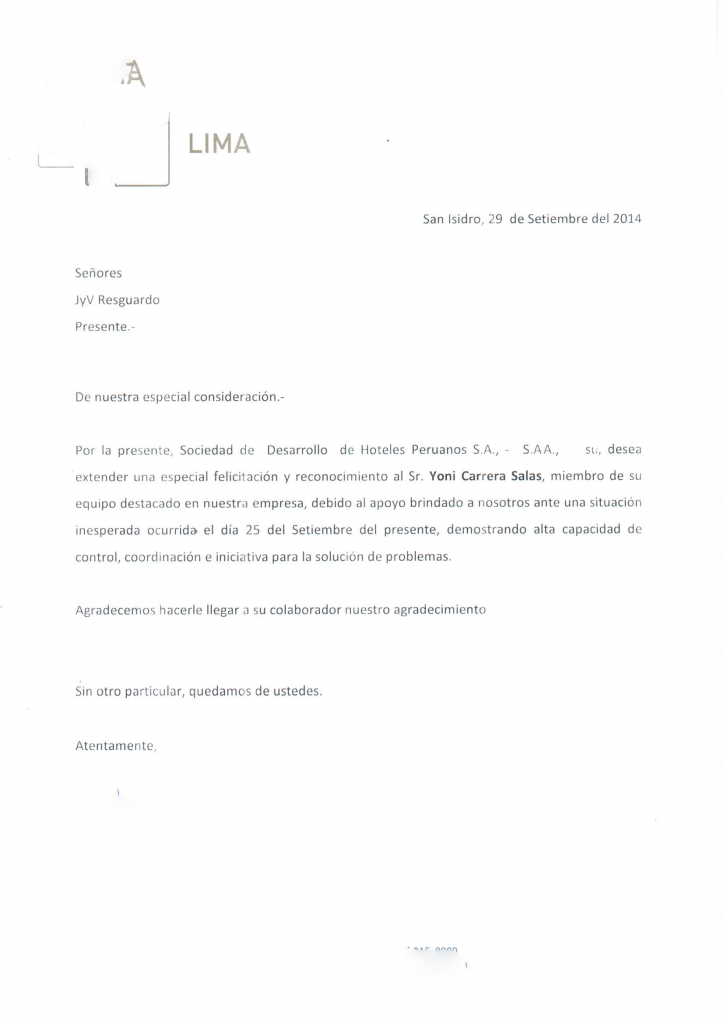 LIMA
San Isidro, 29 de Setiembre del 2014
Señores
JyV Resguardo
Presente.-
De nuestra especial consideración.-
Por la presente, Sociedad de Desarrollo de Hoteles Peruanos S.A., - S.AA., su, desea
extender una especial felicitación y reconocimiento al Sr. Yoni Carrera Salas, miembro de su
equipo destacado en nuestra empresa, debido al apoyo brindado a nosotros ante una situación
inesperada ocurrida el día 25 del Setiembre del presente, demostrando alta capacidad de
control, coordinación e iniciativa para la solución de problemas.
Agradecemos hacerle llegar a su colaborador nuestro agradecimiento
Sin otro particular, quedamos de ustedes.
Atentamente,